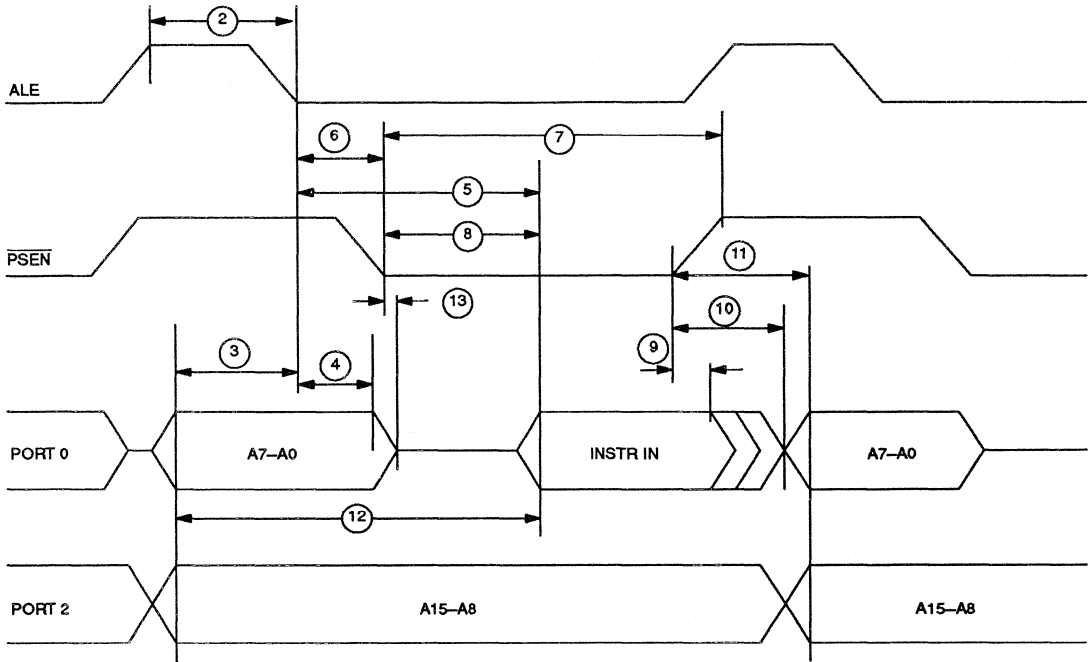 2
ALE
6
7
5
PSEN
8
11
13
10
3
4
9
PORT 0
A7–A0
INSTR IN
A7–A0
12
PORT 2
A15–A8
A15–A8